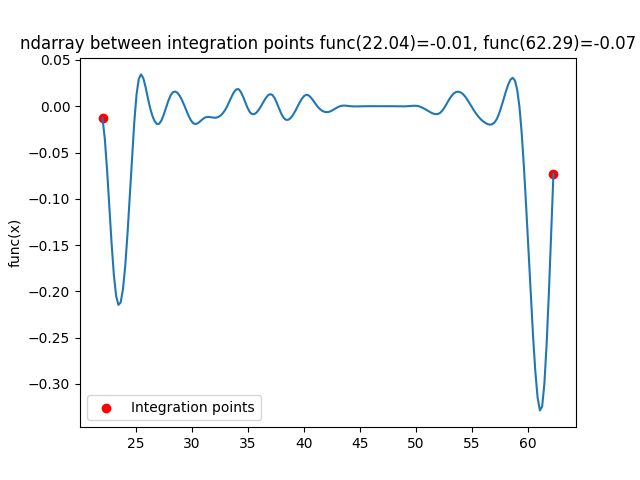 ndarray between integration points func(22.04)=-0.01, func(62.29)=-0.07
0.05
0.00
−0.05
−0.10
−0.15
−0.20
−0.25
−0.30
func(x)
Integration points
25 30 35 40 45 50 55 60